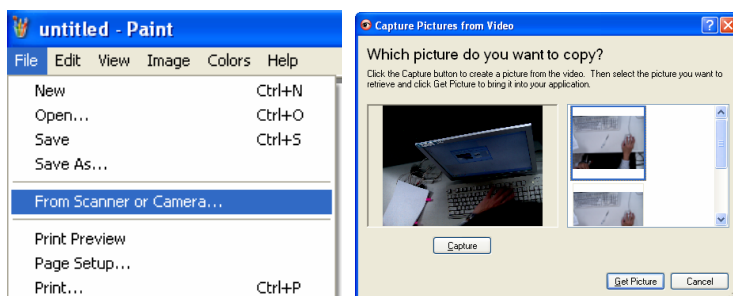 untitled - Paint
File Edit View Image Colors Help
New Ctrl+N
Open... Ctrl+O
Save Ctrl+S
Save As...
From Scanner or Camera...
Print Preview
Page Setup...
Print... Ctrl+P
Capture Pictures from Video
Which picture do you want to copy?
Click the Capture button to create a picture from the video. Then select the picture you want to
retrieve and click Get Picture to bring it into your application.
Capture
Get Picture Cancel